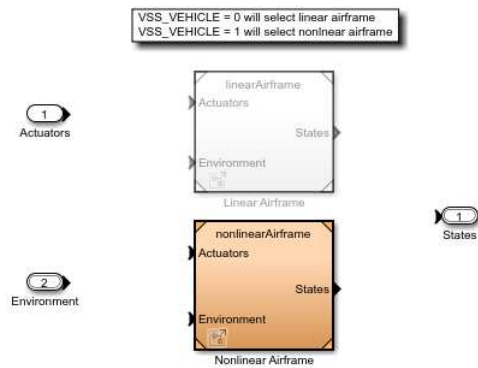 VSS_VEHICLE = 0 will select linear airframe
VSS_VEHICLE = 1 will select nonlnear airframe
linearAirframe
1
Actuators
Actuators
States
Environment
Linear Airframe
1
States
nonlinearAirframe
Actuators
2
Environment
States
Environment
Nonlinear Airframe